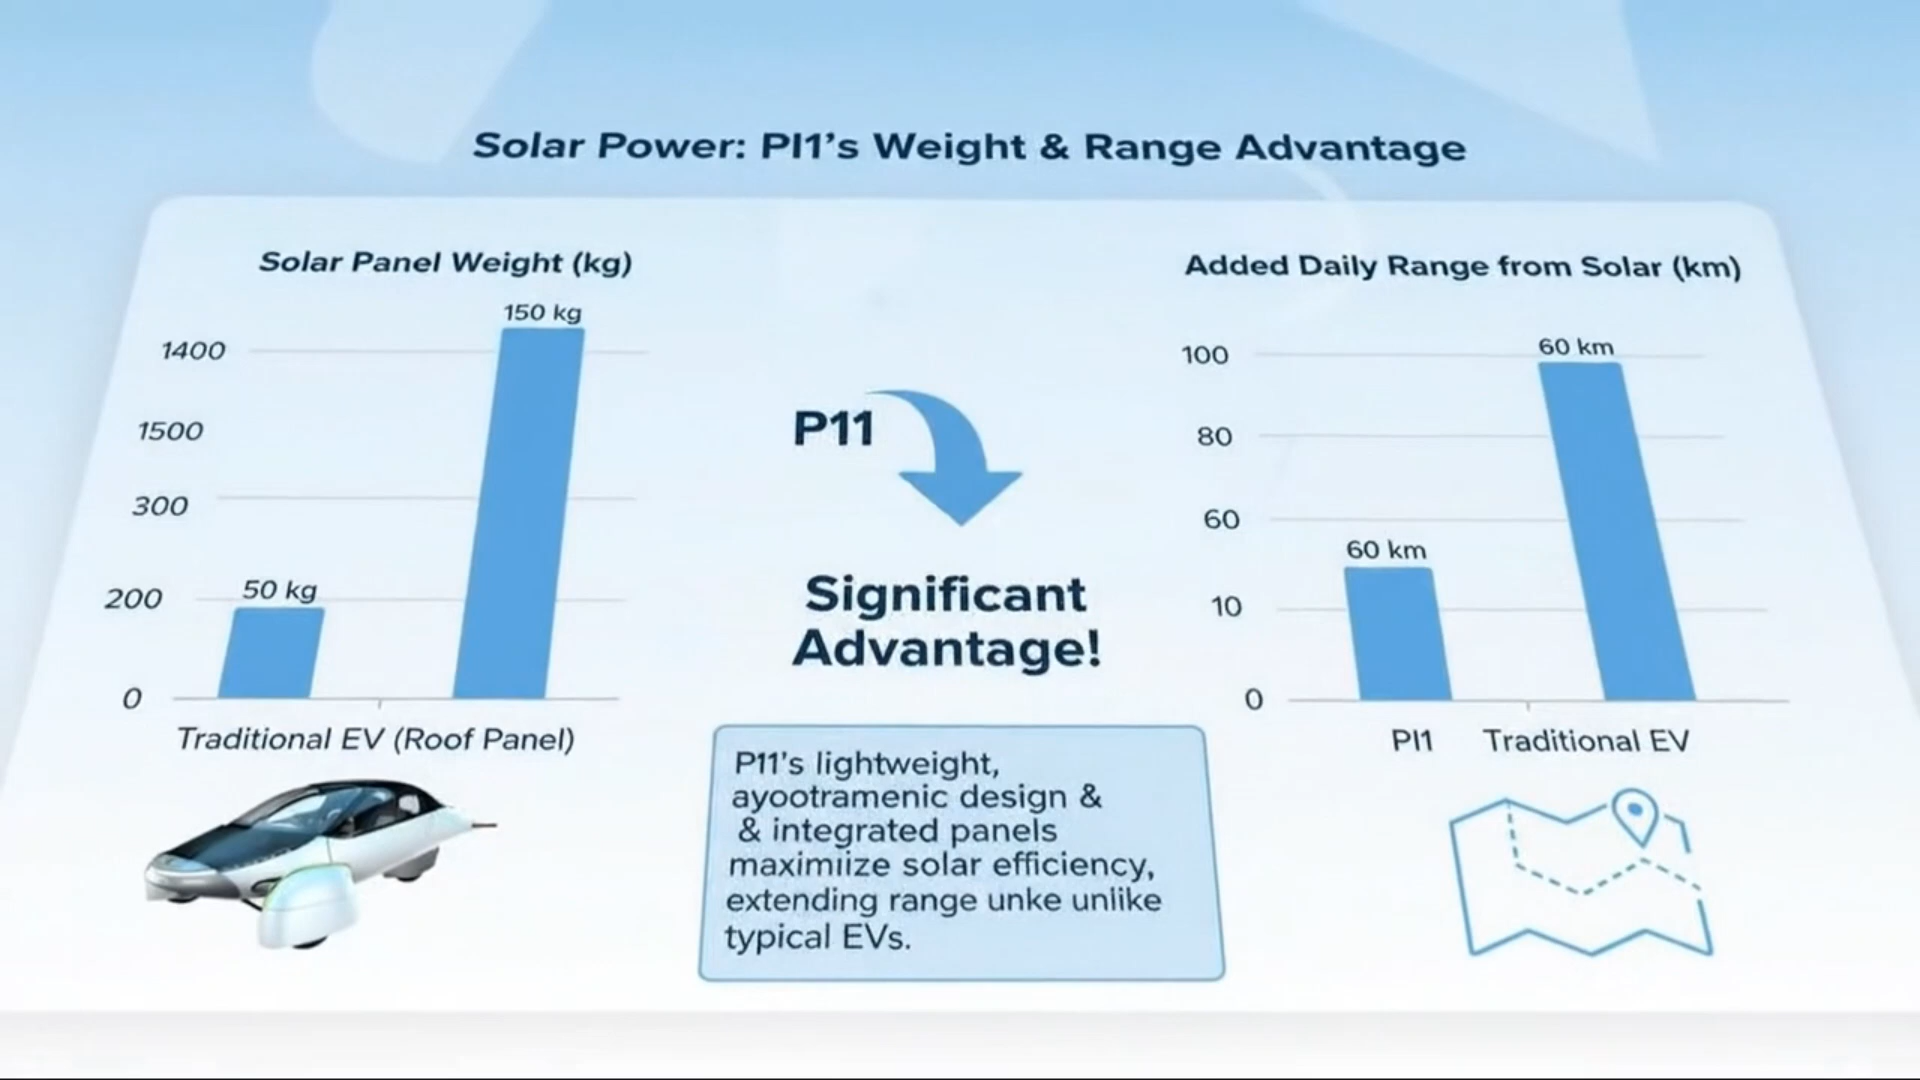 Solar Power: PI1's Weight & Range Advantage
Solar Panel Weight (kg)
150 kg
1400
1500
300
50 kg
200
0
Traditional EV (Roof Panel)
P11
Significant
Advantage!
P11's lightweight,
ayootramenic design &
& integrated panels
maximiize solar efficiency,
extending range unke unlike
typical EVs.
Added Daily Range from Solar (km)
60 km
100
80
60
60 km
10
0
PI1
Traditional EV